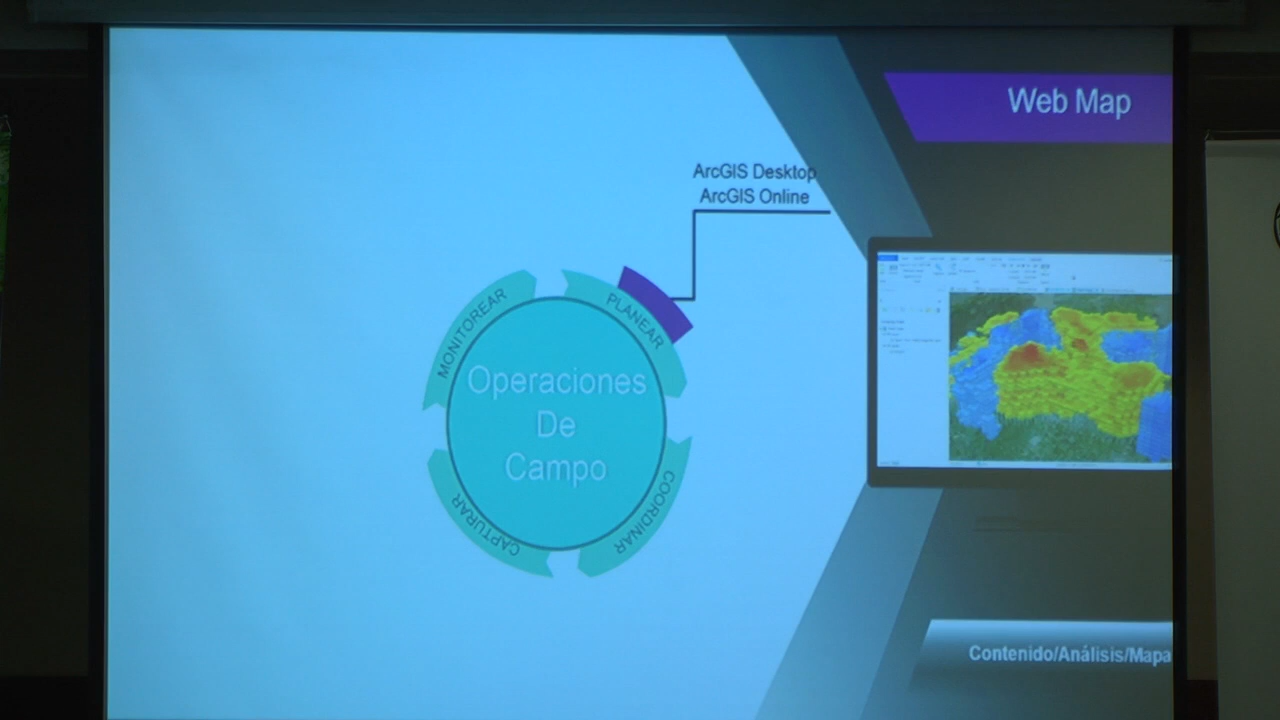 Web Map
ArcGIS Desktop
ArcGIS Online
MONITOREAR
PLANEAR
Operaciones
De
Campo
CAPTURAR
COORDINAR
Contenido/Análisis/Mapa